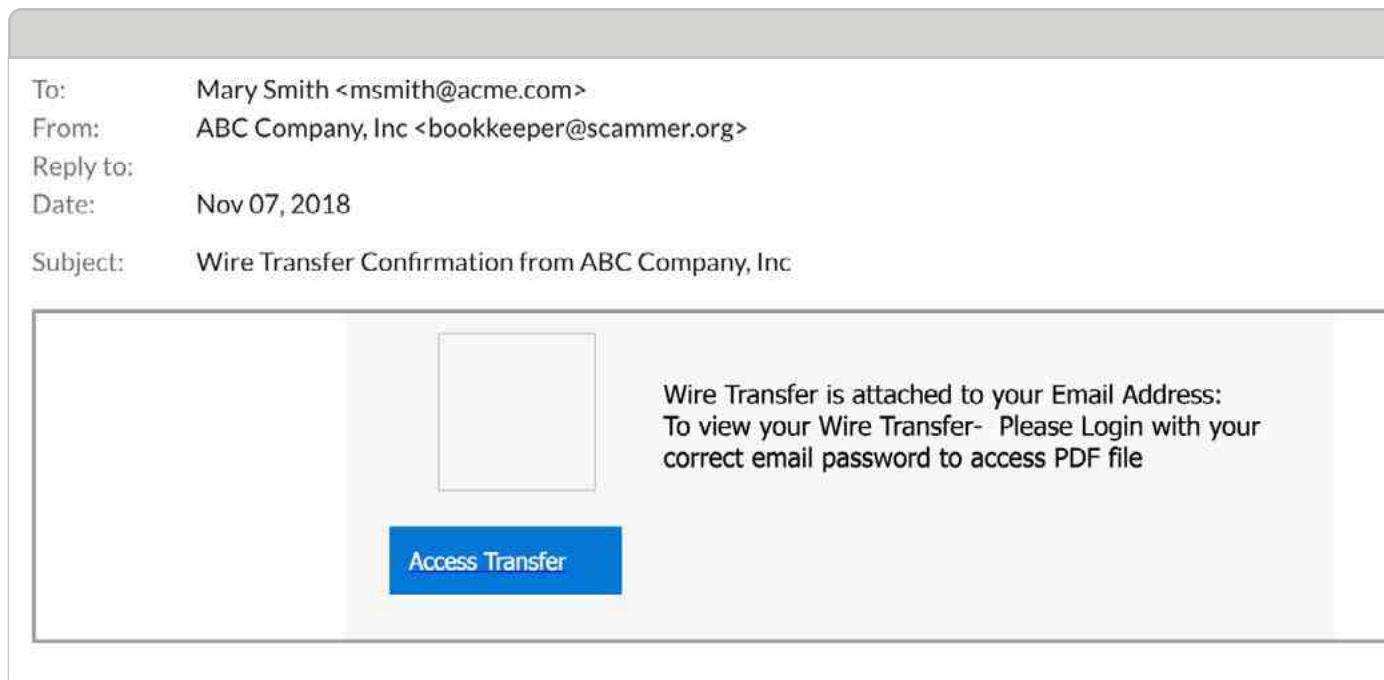 To: Mary Smith <msmith@acme.com>
From: ABC Company, Inc <bookkeeper@scammer.org>
Reply to:
Date: Nov 07, 2018
Subject: Wire Transfer Confirmation from ABC Company, Inc
Wire Transfer is attached to your Email Address:
To view your Wire Transfer-  Please Login with your
correct email password to access PDF file
Access Transfer